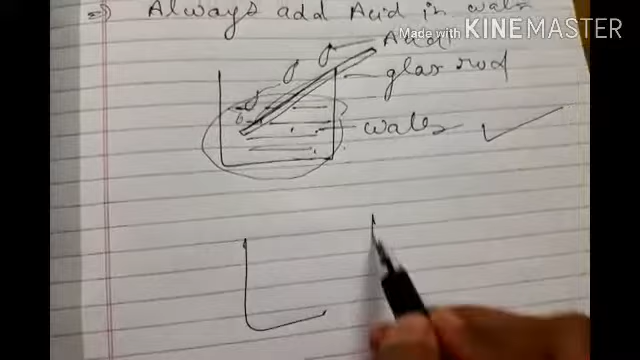 => Always add Acid in water
Made with KINEMASTER
Acid
glass rod
water